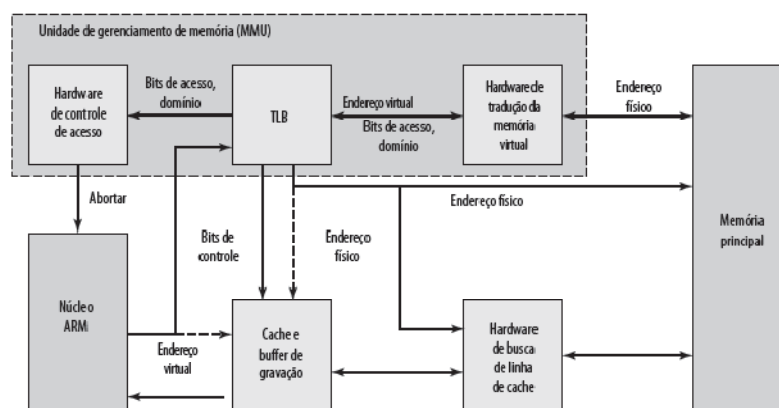 Unidade de gerenciamento de memória (MMU)
Hardware
de controle
de acesso
Bits de acesso,
domínio
TLB
Endereço virtual
Bits de acesso,
domínio
Hardware de
tradução da
memória
virtual
Endereço
físico
Abortar
Bits de
controle
Endereço
físico
Endereço físico
Memória
principal
Núcleo
ARM
Endereço
virtual
Cache e
buffer de
gravação
Hardware
de busca
de linha
de cache